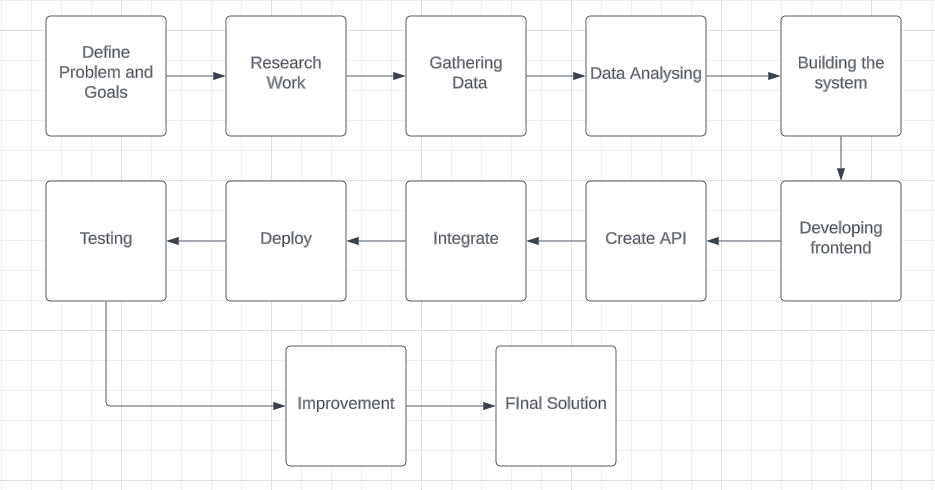 Define
Problem and
Goals
Research
Work
Gathering
Data
Data Analysing
Building the
system
Testing
Deploy
Integrate
Create API
Developing
frontend
Improvement
FInal Solution